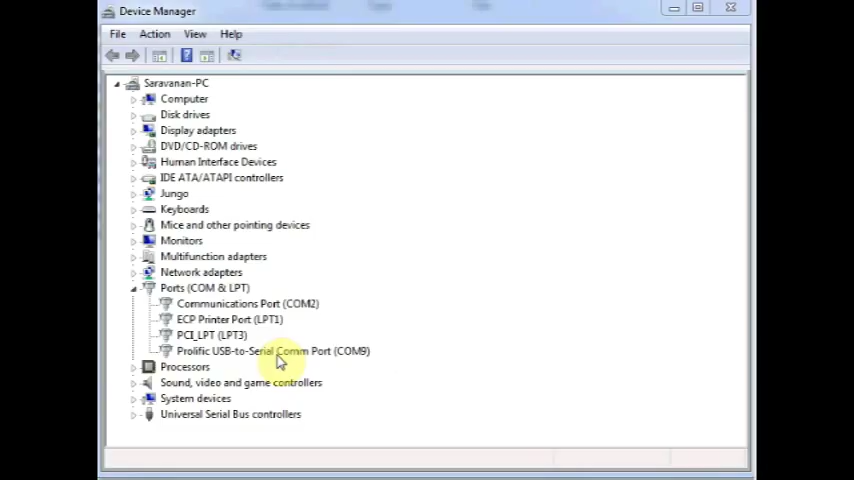 Device Manager
File Action View Help
Saravanan-PC
Computer
Disk drives
Display adapters
DVD/CD-ROM drives
Human Interface Devices
IDE ATA/ATAPI controllers
Jungo
Keyboards
Mice and other pointing devices
Monitors
Multifunction adapters
Network adapters
Ports (COM & LPT)
Communications Port (COM2)
ECP Printer Port (LPT1)
PCI_LPT (LPT3)
Prolific USB-to-Serial Comm Port (COM9)
Processors
Sound, video and game controllers
System devices
Universal Serial Bus controllers